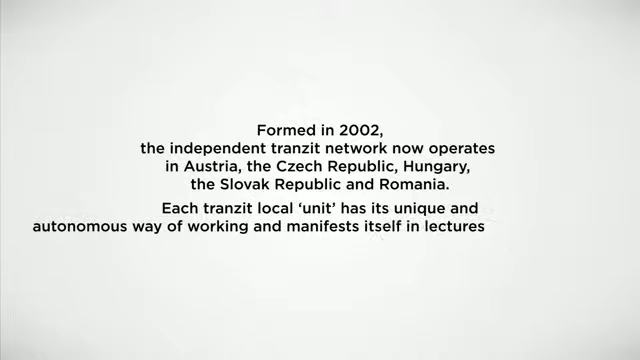 Formed in 2002,
the independent tranzit network now operates
in Austria, the Czech Republic, Hungary,
the Slovak Republic and Romania.
Each tranzit local ‘unit’ has its unique and
autonomous way of working and manifests itself in lectures